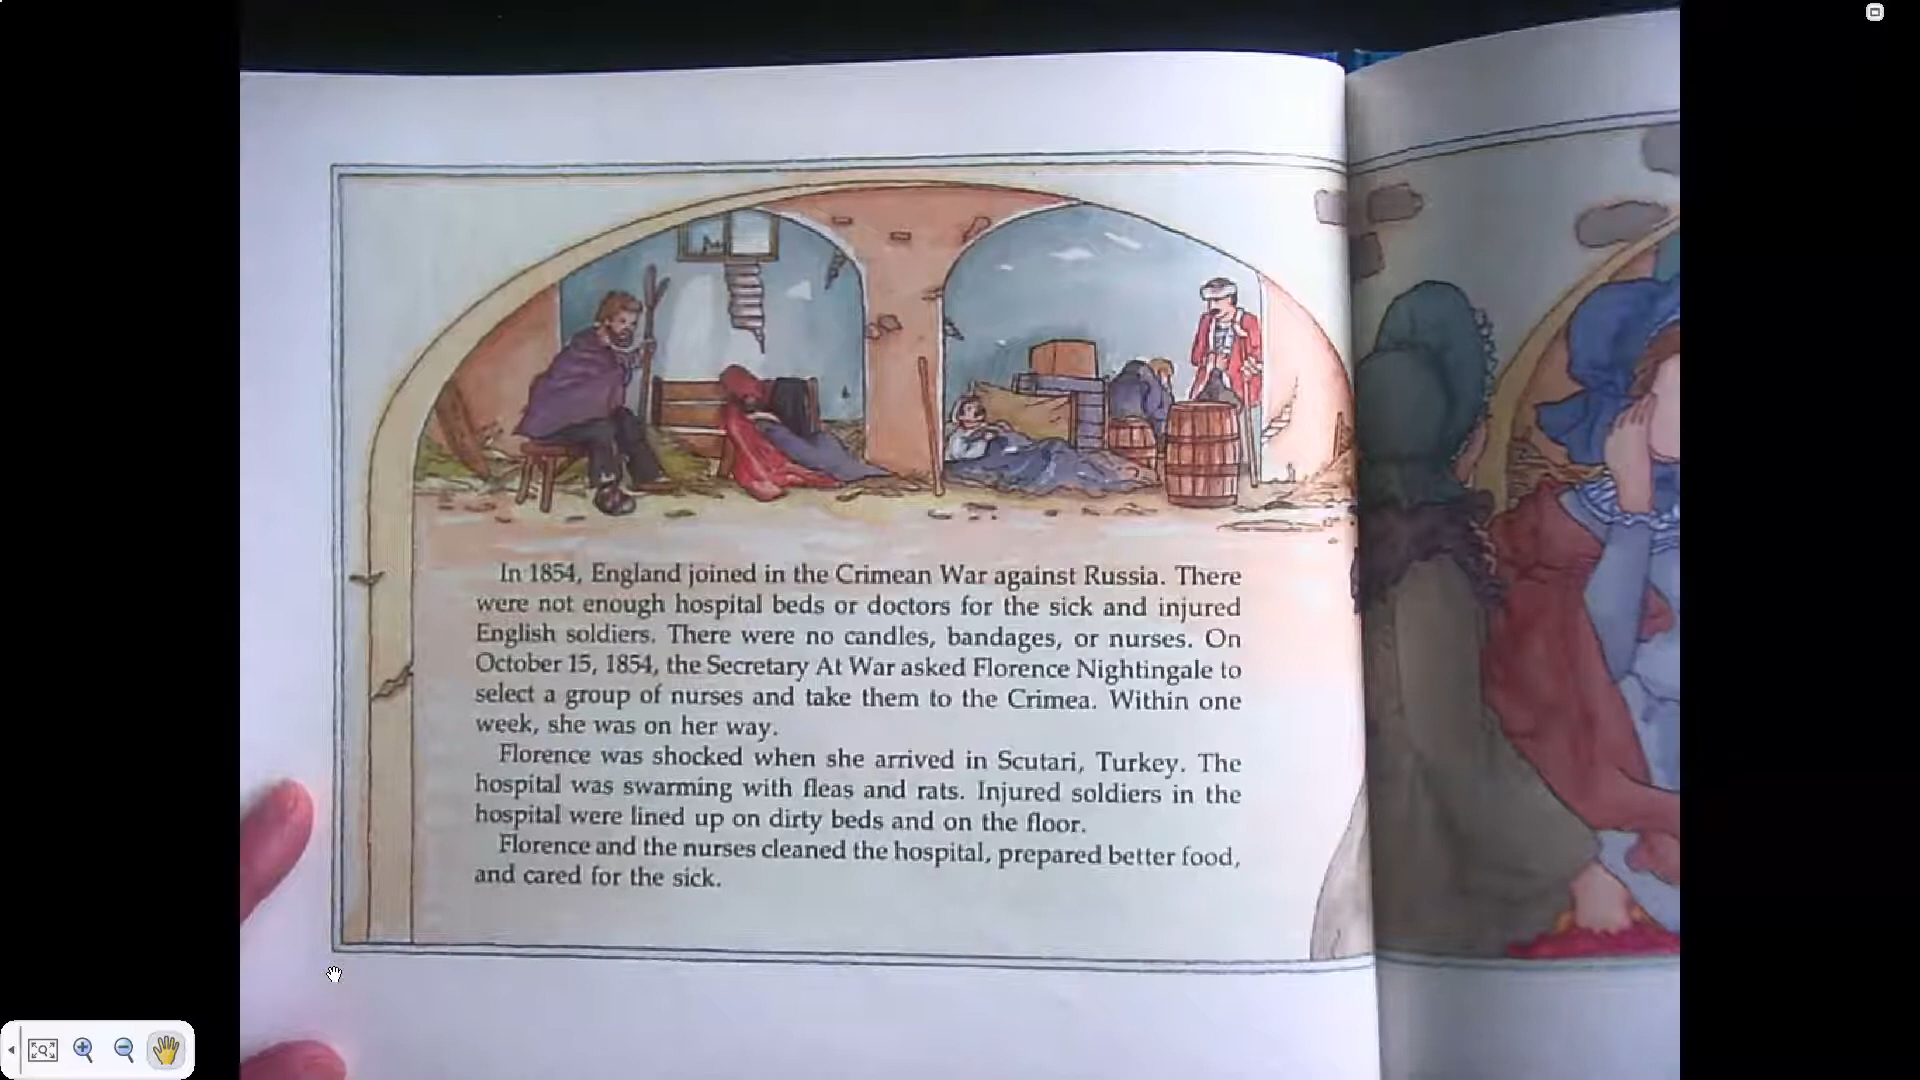 In 1854, England joined in the Crimean War against Russia. There
were not enough hospital beds or doctors for the sick and injured
English soldiers. There were no candles, bandages, or nurses. On
October 15, 1854, the Secretary At War asked Florence Nightingale to
select a group of nurses and take them to the Crimea. Within one
week, she was on her way.
Florence was shocked when she arrived in Scutari, Turkey. The
hospital was swarming with fleas and rats. Injured soldiers in the
hospital were lined up on dirty beds and on the floor.
Florence and the nurses cleaned the hospital, prepared better food,
and cared for the sick.